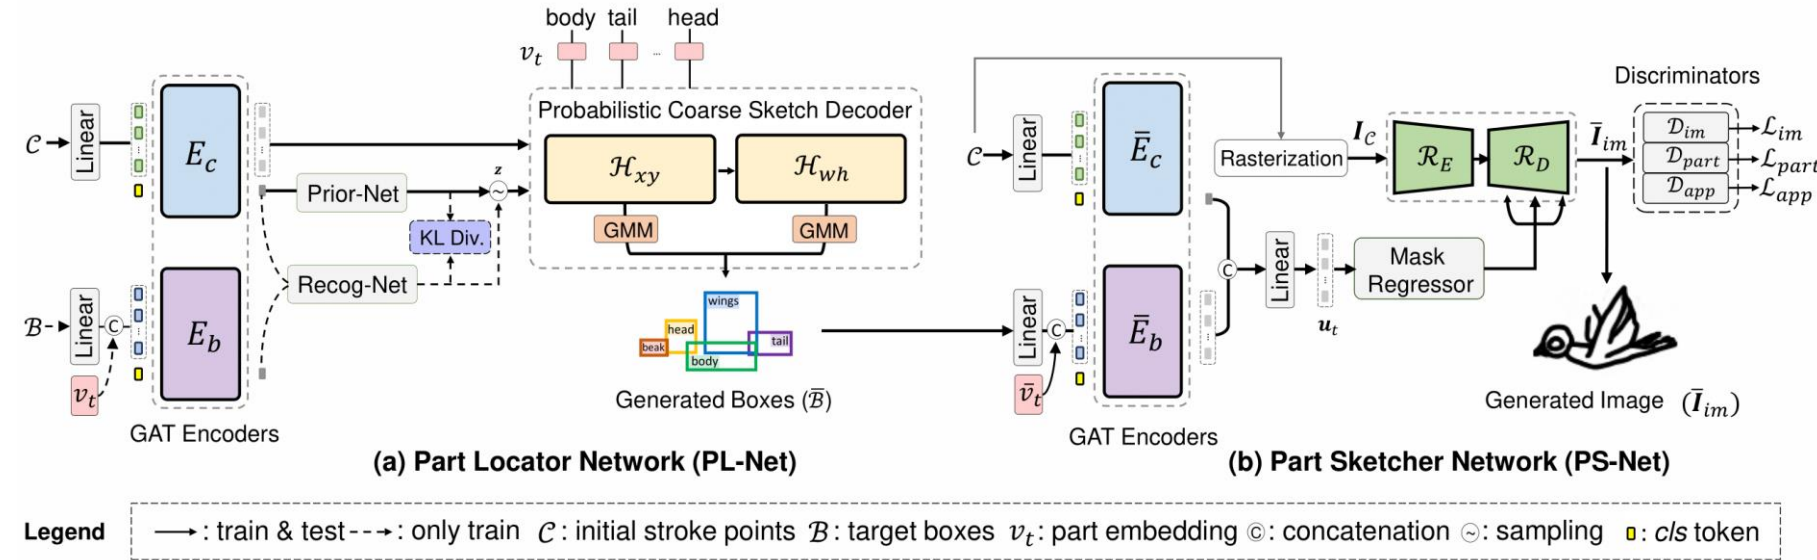 body tail head
v_t ...
Probabilistic Coarse Sketch Decoder
𝒞 Linear E_c
ℋ_xy ℋ_wh
z
Prior-Net ~
GMM GMM
KL Div.
Recog-Net
ℬ Linear C E_b
v_t
wings
head
beak
tail
body
Generated Boxes (ℬ̄)
GAT Encoders
(a) Part Locator Network (PL-Net)
Discriminators
𝒞 Linear Ē_c
Rasterization
I_𝒞
ℛ_E ℛ_D
Ī_im
𝒟_im ℒ_im
𝒟_part ℒ_part
𝒟_app ℒ_app
C Linear
u_t
Mask
Regressor
Linear C Ē_b
v̄_t
Generated Image (Ī_im)
GAT Encoders
(b) Part Sketcher Network (PS-Net)
Legend : train & test : only train 𝒞 : initial stroke points ℬ : target boxes v_t: part embedding ©: concatenation ~: sampling : cls token